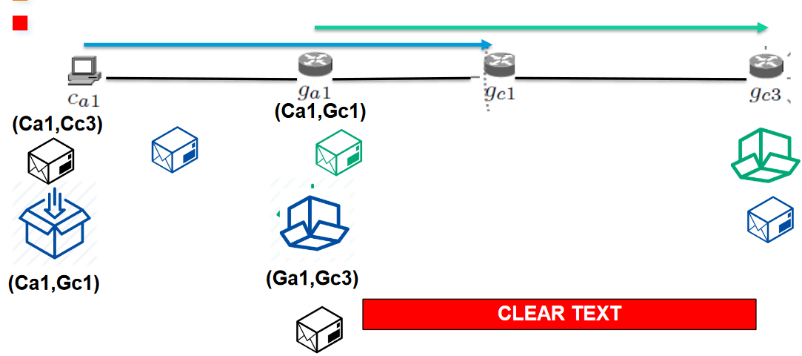 ca1
ga1
gc1
gc3
(Ca1,Cc3)
(Ca1,Gc1)
(Ca1,Gc1)
(Ga1,Gc3)
CLEAR TEXT